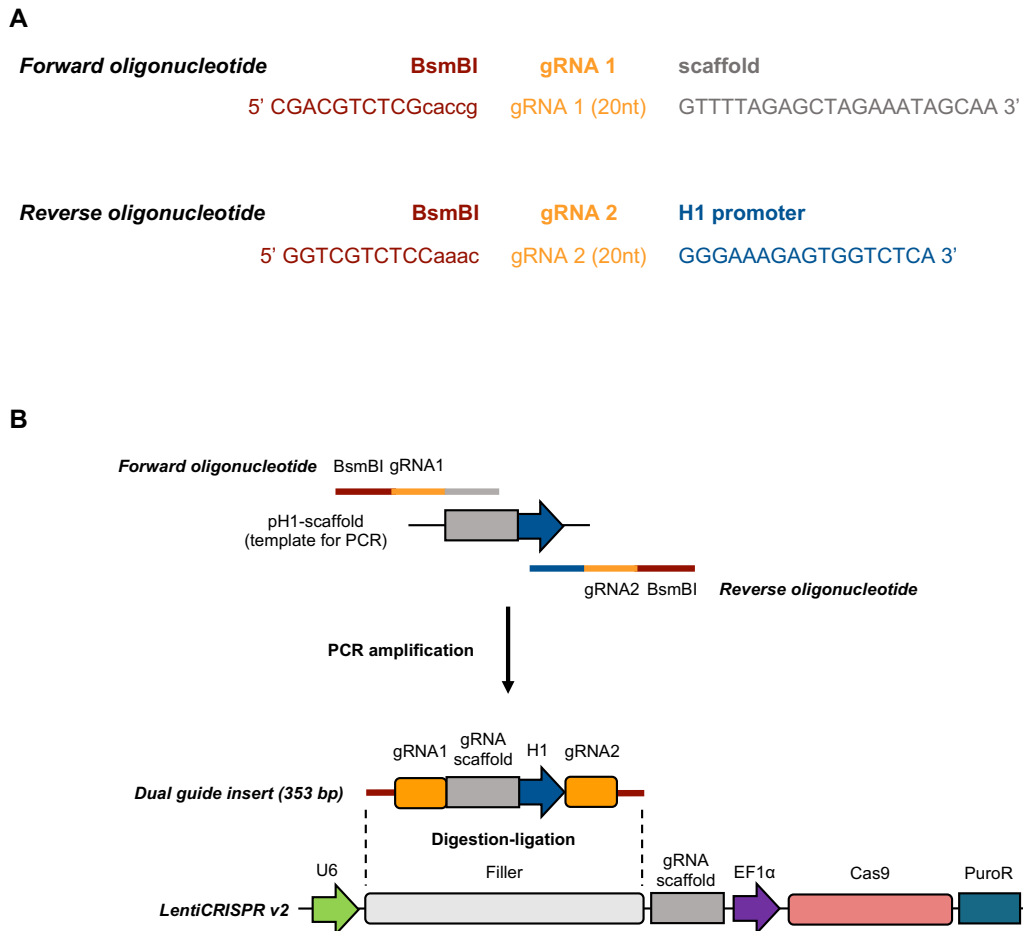 A
Forward oligonucleotide BsmBI gRNA 1 scaffold
5' CGACGTCTCGcaccg gRNA 1 (20nt) GTTTTAGAGCTAGAAATAGCAA 3'
Reverse oligonucleotide BsmBI gRNA 2 H1 promoter
5' GGTCGTCTCCaaac gRNA 2 (20nt) GGGAAAGAGTGGTCTCA 3'
B
Forward oligonucleotide BsmBI gRNA1
pH1-scaffold
(template for PCR)
gRNA2 BsmBI Reverse oligonucleotide
PCR amplification
gRNA1 gRNA scaffold H1 gRNA2
Dual guide insert (353 bp)
Digestion-ligation
U6 Filler gRNA scaffold EF1α Cas9 PuroR
LentiCRISPR v2